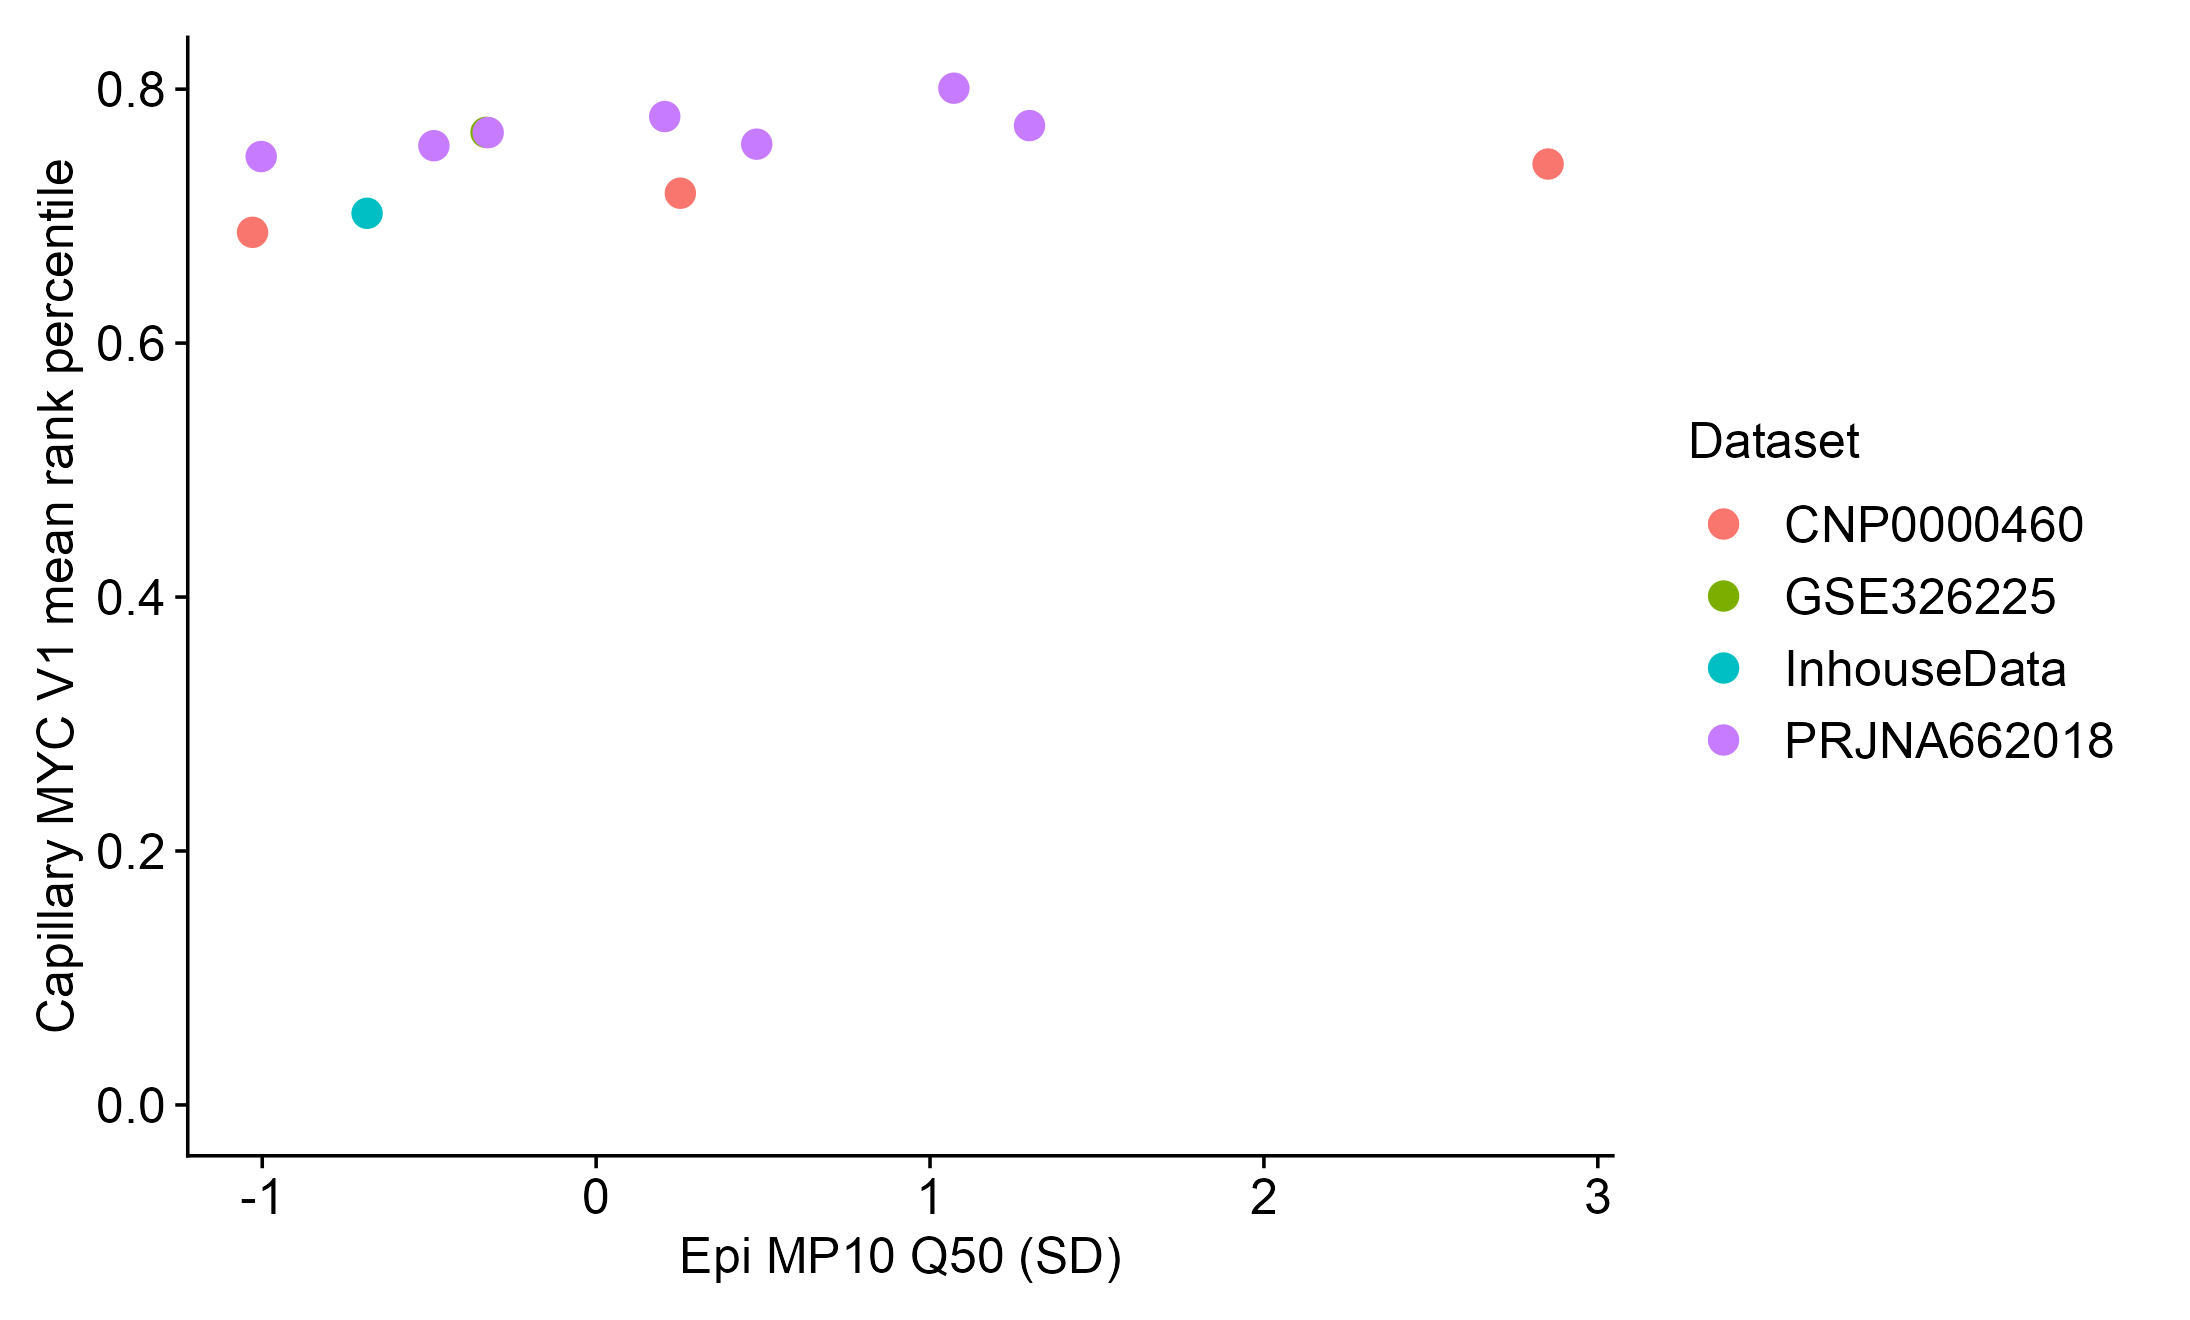 Capillary MYC V1 mean rank percentile
0.8
0.6
0.4
0.2
0.0
-1
0
1
2
3
Epi MP10 Q50 (SD)
Dataset
CNP0000460
GSE326225
InhouseData
PRJNA662018